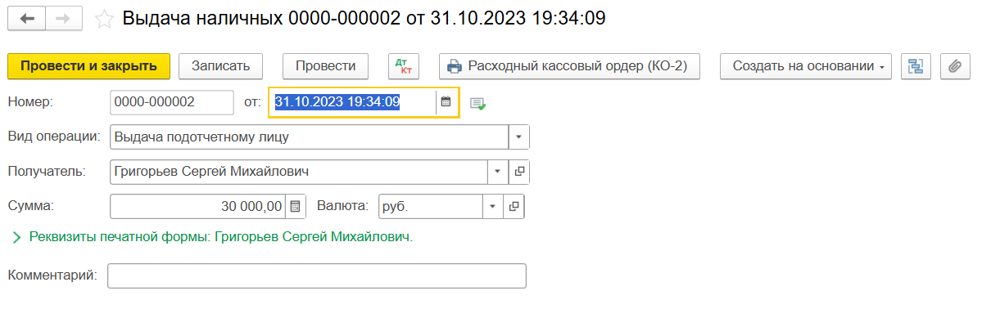 Выдача наличных 0000-000002 от 31.10.2023 19:34:09
Провести и закрыть Записать Провести Дт Кт Расходный кассовый ордер (КО-2) Создать на основании
Номер: 0000-000002 от: 31.10.2023 19:34:09
Вид операции: Выдача подотчетному лицу
Получатель: Григорьев Сергей Михайлович
Сумма: 30 000,00 Валюта: руб.
Реквизиты печатной формы: Григорьев Сергей Михайлович.
Комментарий: